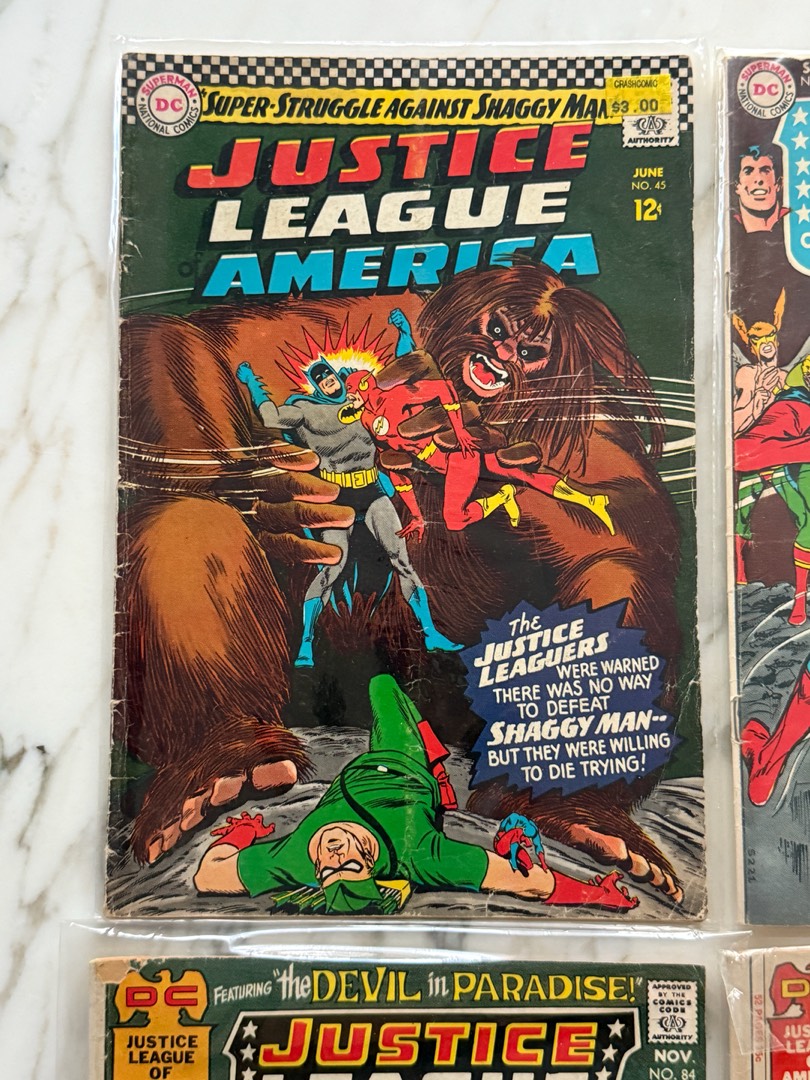 SUPERMAN
DC
NATIONAL COMICS
SUPER-STRUGGLE AGAINST SHAGGY MAN
CRASHCOMIC
$3.00
AUTHORITY
JUSTICE
LEAGUE
OF AMERICA
JUNE
NO. 45
12¢
The
JUSTICE
LEAGUERS
WERE WARNED
THERE WAS NO WAY
TO DEFEAT
SHAGGY MAN--
BUT THEY WERE WILLING
TO DIE TRYING!
SUPERMAN
DC
NATIONAL COMICS
S221
DC
JUSTICE
LEAGUE
OF
FEATURING "the DEVIL in PARADISE!"
JUSTICE
APPROVED
BY THE
COMICS
CODE
AUTHORITY
NOV.
NO. 84